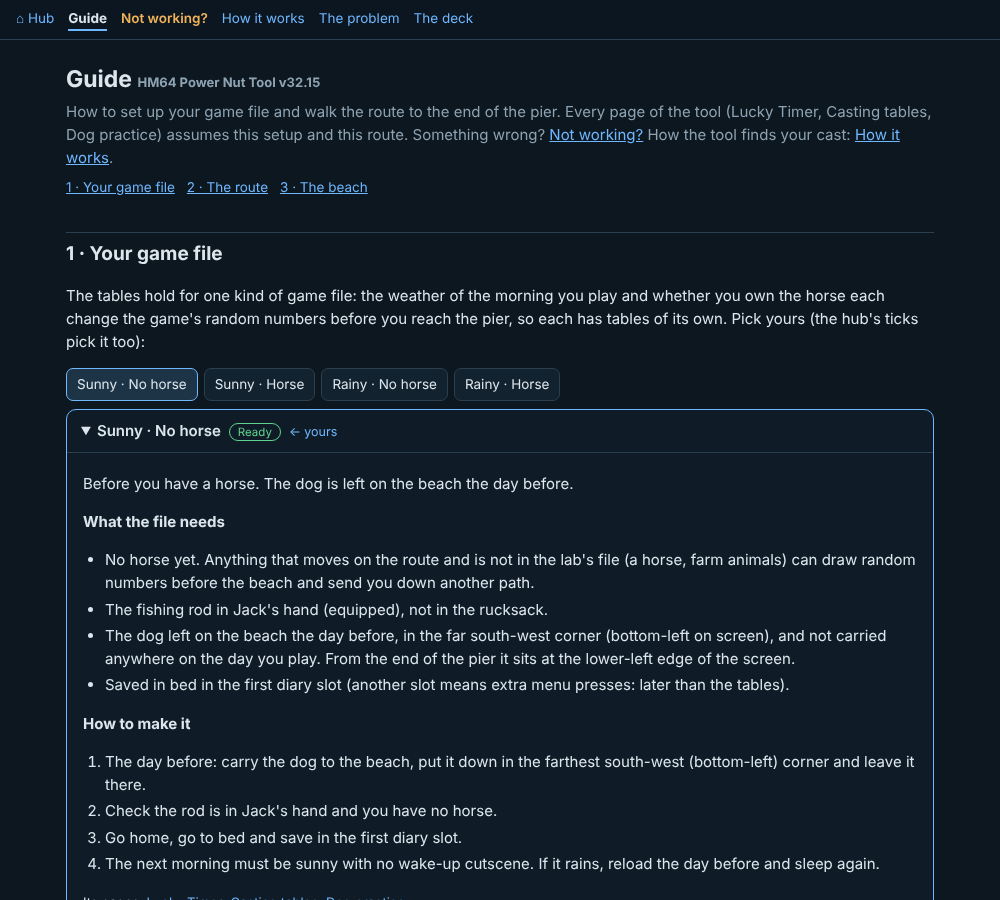 ⌂ Hub Guide Not working? How it works The problem The deck
Guide HM64 Power Nut Tool v32.15
How to set up your game file and walk the route to the end of the pier. Every page of the tool (Lucky Timer, Casting tables,
Dog practice) assumes this setup and this route. Something wrong? Not working? How the tool finds your cast: How it
works.
1 · Your game file 2 · The route 3 · The beach
1 · Your game file
The tables hold for one kind of game file: the weather of the morning you play and whether you own the horse each
change the game's random numbers before you reach the pier, so each has tables of its own. Pick yours (the hub's ticks
pick it too):
Sunny · No horse Sunny · Horse Rainy · No horse Rainy · Horse
▼ Sunny · No horse Ready ← yours
Before you have a horse. The dog is left on the beach the day before.
What the file needs
• No horse yet. Anything that moves on the route and is not in the lab's file (a horse, farm animals) can draw random
numbers before the beach and send you down another path.
• The fishing rod in Jack's hand (equipped), not in the rucksack.
• The dog left on the beach the day before, in the far south-west corner (bottom-left on screen), and not carried
anywhere on the day you play. From the end of the pier it sits at the lower-left edge of the screen.
• Saved in bed in the first diary slot (another slot means extra menu presses: later than the tables).
How to make it
1. The day before: carry the dog to the beach, put it down in the farthest south-west (bottom-left) corner and leave it
there.
2. Check the rod is in Jack's hand and you have no horse.
3. Go home, go to bed and save in the first diary slot.
4. The next morning must be sunny with no wake-up cutscene. If it rains, reload the day before and sleep again.